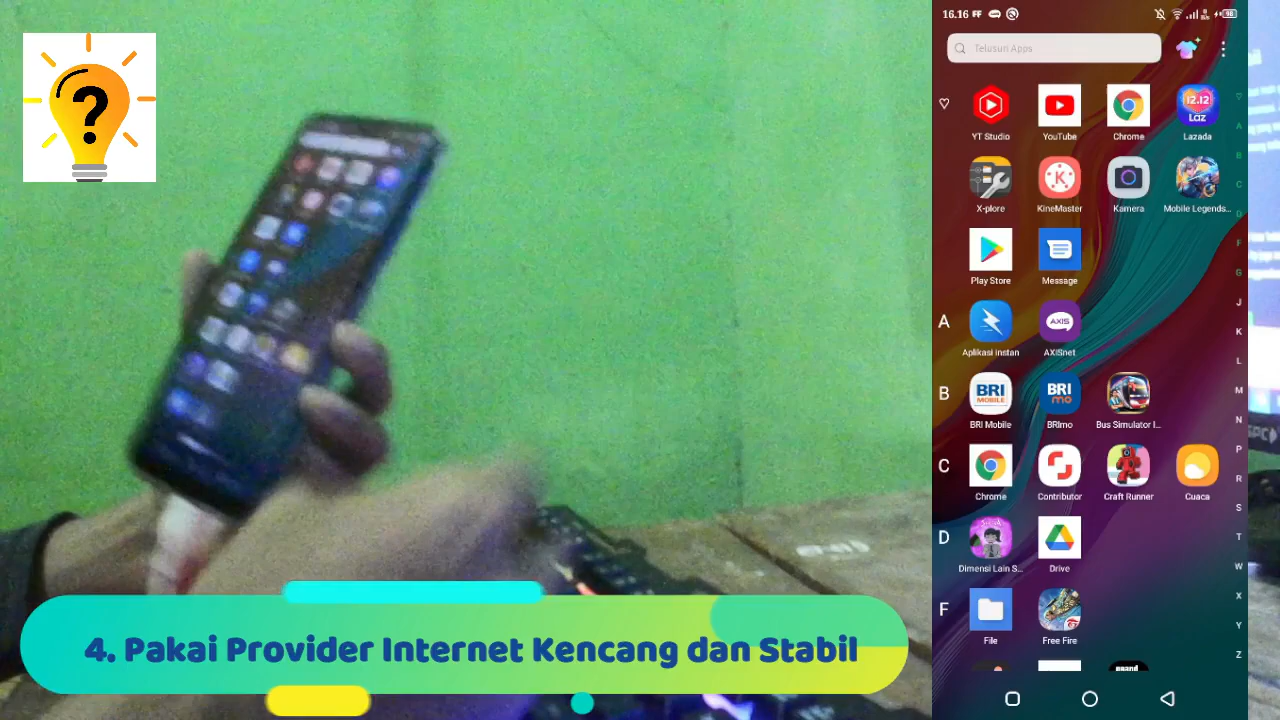 ?
4. Pakai Provider Internet Kencang dan Stabil
16.16 FF
98
Telusuri Apps
YT Studio YouTube Chrome Lazada
12.12
Laz
X-plore KineMaster Kamera Mobile Legends...
Play Store Message
A
AXIS
Aplikasi instan AXISnet
B
BRI MOBILE
BRI mo
BRI Mobile BRImo Bus Simulator I...
C
Chrome Contributor Craft Runner Cuaca
D
Dimensi Lain S... Drive
F
File Free Fire
A
B
C
D
F
G
J
K
L
M
N
P
R
S
T
W
X
Y
Z